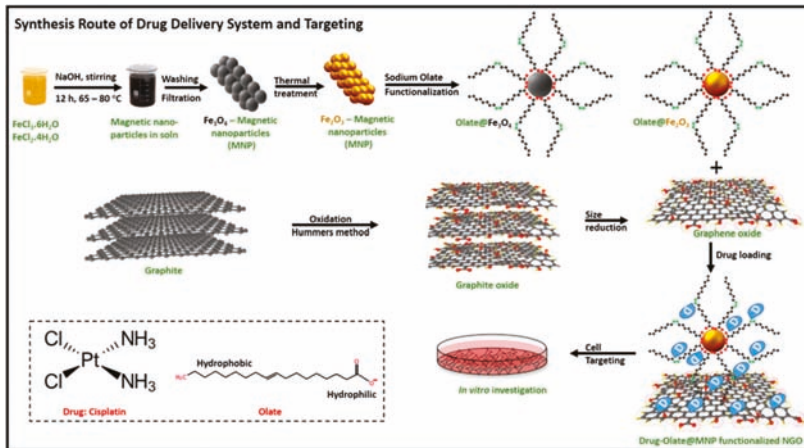 Synthesis Route of Drug Delivery System and Targeting
NaOH, stirring
12 h, 65 – 80 °C
Washing
Filtration
Thermal
treatment
Sodium Olate
Functionalization
FeCl₃.6H₂O
FeCl₂.4H₂O
Magnetic nano-
particles in soln
Fe₃O₄ – Magnetic
nanoparticles
(MNP)
Fe₂O₃ – Magnetic
nanoparticles
(MNP)
Olate@Fe₃O₄
Olate@Fe₂O₃
+
Graphite
Oxidation
Hummers method
Graphite oxide
Size
reduction
Graphene oxide
Drug loading
Cl
NH₃
Pt
Cl
NH₃
Drug: Cisplatin
Hydrophobic
H₃C
O
O⁻
Hydrophilic
Olate
In vitro investigation
Cell
Targeting
D
D
D
D
D
D
D
D
D
D
Drug-Olate@MNP functionalized NGO